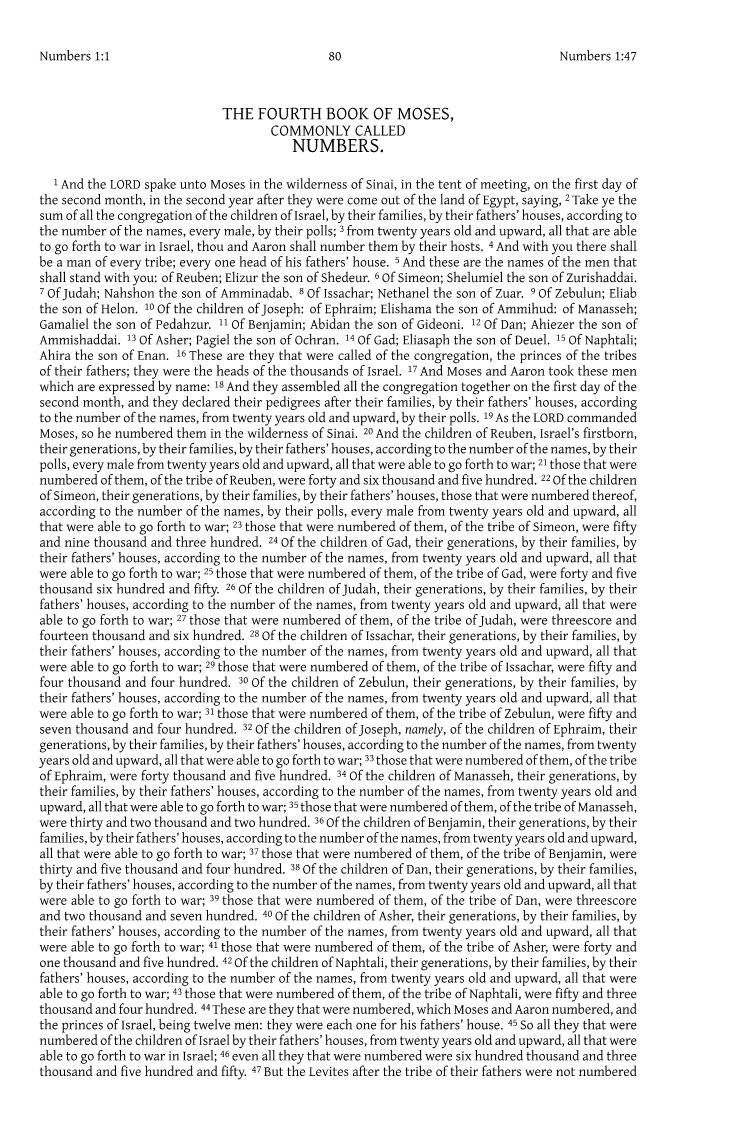 Numbers 1:1 80 Numbers 1:47
THE FOURTH BOOK OF MOSES,
COMMONLY CALLED
NUMBERS.
1 And the LORD spake unto Moses in the wilderness of Sinai, in the tent of meeting, on the first day of
the second month, in the second year after they were come out of the land of Egypt, saying, 2 Take ye the
sum of all the congregation of the children of Israel, by their families, by their fathers’ houses, according to
the number of the names, every male, by their polls; 3 from twenty years old and upward, all that are able
to go forth to war in Israel, thou and Aaron shall number them by their hosts. 4 And with you there shall
be a man of every tribe; every one head of his fathers’ house. 5 And these are the names of the men that
shall stand with you: of Reuben; Elizur the son of Shedeur. 6 Of Simeon; Shelumiel the son of Zurishaddai.
7 Of Judah; Nahshon the son of Amminadab. 8 Of Issachar; Nethanel the son of Zuar. 9 Of Zebulun; Eliab
the son of Helon. 10 Of the children of Joseph: of Ephraim; Elishama the son of Ammihud: of Manasseh;
Gamaliel the son of Pedahzur. 11 Of Benjamin; Abidan the son of Gideoni. 12 Of Dan; Ahiezer the son of
Ammishaddai. 13 Of Asher; Pagiel the son of Ochran. 14 Of Gad; Eliasaph the son of Deuel. 15 Of Naphtali;
Ahira the son of Enan. 16 These are they that were called of the congregation, the princes of the tribes
of their fathers; they were the heads of the thousands of Israel. 17 And Moses and Aaron took these men
which are expressed by name: 18 And they assembled all the congregation together on the first day of the
second month, and they declared their pedigrees after their families, by their fathers’ houses, according
to the number of the names, from twenty years old and upward, by their polls. 19 As the LORD commanded
Moses, so he numbered them in the wilderness of Sinai. 20 And the children of Reuben, Israel’s firstborn,
their generations, by their families, by their fathers’ houses, according to the number of the names, by their
polls, every male from twenty years old and upward, all that were able to go forth to war; 21 those that were
numbered of them, of the tribe of Reuben, were forty and six thousand and five hundred. 22 Of the children
of Simeon, their generations, by their families, by their fathers’ houses, those that were numbered thereof,
according to the number of the names, by their polls, every male from twenty years old and upward, all
that were able to go forth to war; 23 those that were numbered of them, of the tribe of Simeon, were fifty
and nine thousand and three hundred. 24 Of the children of Gad, their generations, by their families, by
their fathers’ houses, according to the number of the names, from twenty years old and upward, all that
were able to go forth to war; 25 those that were numbered of them, of the tribe of Gad, were forty and five
thousand six hundred and fifty. 26 Of the children of Judah, their generations, by their families, by their
fathers’ houses, according to the number of the names, from twenty years old and upward, all that were
able to go forth to war; 27 those that were numbered of them, of the tribe of Judah, were threescore and
fourteen thousand and six hundred. 28 Of the children of Issachar, their generations, by their families, by
their fathers’ houses, according to the number of the names, from twenty years old and upward, all that
were able to go forth to war; 29 those that were numbered of them, of the tribe of Issachar, were fifty and
four thousand and four hundred. 30 Of the children of Zebulun, their generations, by their families, by
their fathers’ houses, according to the number of the names, from twenty years old and upward, all that
were able to go forth to war; 31 those that were numbered of them, of the tribe of Zebulun, were fifty and
seven thousand and four hundred. 32 Of the children of Joseph, namely, of the children of Ephraim, their
generations, by their families, by their fathers’ houses, according to the number of the names, from twenty
years old and upward, all that were able to go forth to war; 33 those that were numbered of them, of the tribe
of Ephraim, were forty thousand and five hundred. 34 Of the children of Manasseh, their generations, by
their families, by their fathers’ houses, according to the number of the names, from twenty years old and
upward, all that were able to go forth to war; 35 those that were numbered of them, of the tribe of Manasseh,
were thirty and two thousand and two hundred. 36 Of the children of Benjamin, their generations, by their
families, by their fathers’ houses, according to the number of the names, from twenty years old and upward,
all that were able to go forth to war; 37 those that were numbered of them, of the tribe of Benjamin, were
thirty and five thousand and four hundred. 38 Of the children of Dan, their generations, by their families,
by their fathers’ houses, according to the number of the names, from twenty years old and upward, all that
were able to go forth to war; 39 those that were numbered of them, of the tribe of Dan, were threescore
and two thousand and seven hundred. 40 Of the children of Asher, their generations, by their families, by
their fathers’ houses, according to the number of the names, from twenty years old and upward, all that
were able to go forth to war; 41 those that were numbered of them, of the tribe of Asher, were forty and
one thousand and five hundred. 42 Of the children of Naphtali, their generations, by their families, by their
fathers’ houses, according to the number of the names, from twenty years old and upward, all that were
able to go forth to war; 43 those that were numbered of them, of the tribe of Naphtali, were fifty and three
thousand and four hundred. 44 These are they that were numbered, which Moses and Aaron numbered, and
the princes of Israel, being twelve men: they were each one for his fathers’ house. 45 So all they that were
numbered of the children of Israel by their fathers’ houses, from twenty years old and upward, all that were
able to go forth to war in Israel; 46 even all they that were numbered were six hundred thousand and three
thousand and five hundred and fifty. 47 But the Levites after the tribe of their fathers were not numbered